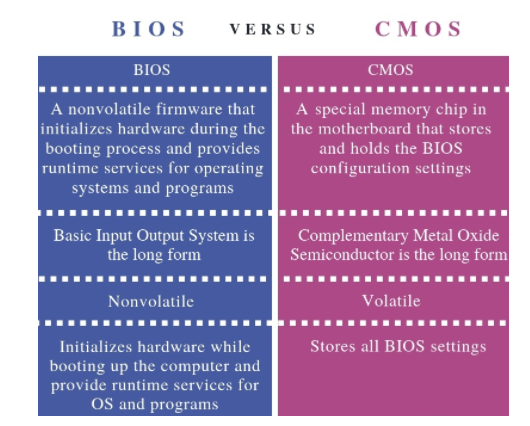 BIOS VERSUS CMOS
BIOS
CMOS
A nonvolatile firmware that
initializes hardware during the
booting process and provides
runtime services for operating
systems and programs
A special memory chip in
the motherboard that stores
and holds the BIOS
configuration settings
Basic Input Output System is
the long form
Complementary Metal Oxide
Semiconductor is the long form
Nonvolatile
Volatile
Initializes hardware while
booting up the computer and
provide runtime services for
OS and programs
Stores all BIOS settings